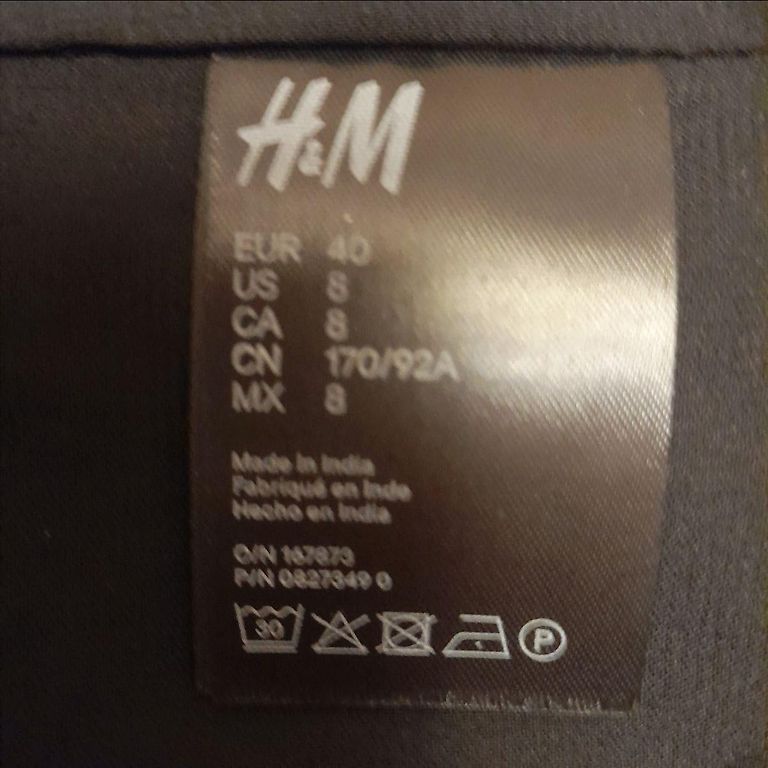 H&M
EUR 40
US 8
CA 8
CN 170/92A
MX 8
Made in India
Fabriqué en Inde
Hecho en India
O/N 167873
P/N 0827349 0
30
P